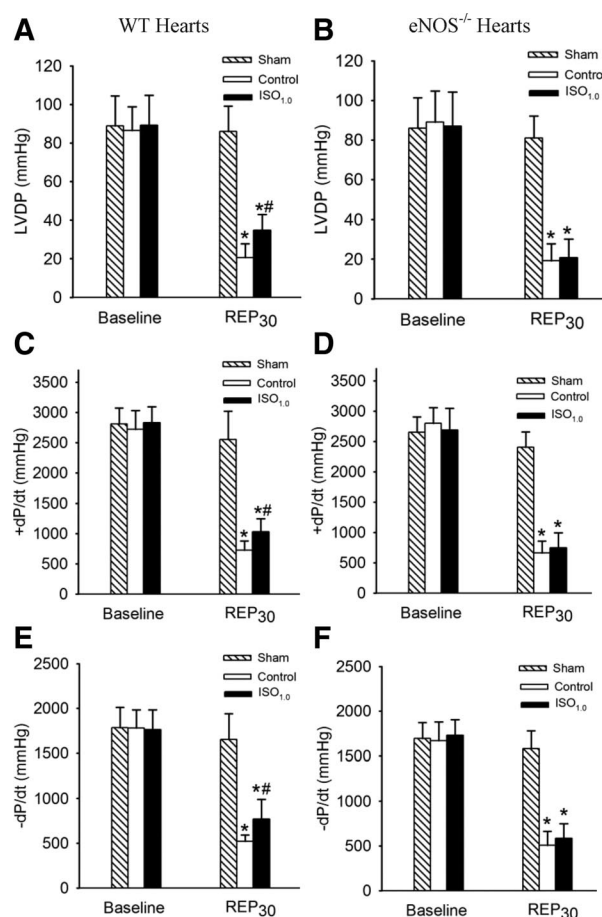 WT Hearts
eNOS-/- Hearts
A
Sham
Control
ISO1.0
120
100
80
60
40
20
0
LVDP (mmHg)
*
*#
Baseline
REP30
B
Sham
Control
ISO1.0
120
100
80
60
40
20
0
LVDP (mmHg)
*
*
Baseline
REP30
C
Sham
Control
ISO1.0
3500
3000
2500
2000
1500
1000
500
0
+dP/dt (mmHg)
*
*#
Baseline
REP30
D
Sham
Control
ISO1.0
3500
3000
2500
2000
1500
1000
500
0
+dP/dt (mmHg)
*
*
Baseline
REP30
E
Sham
Control
ISO1.0
2000
1500
1000
500
0
-dP/dt (mmHg)
*
*#
Baseline
REP30
F
Sham
Control
ISO1.0
2500
2000
1500
1000
500
0
-dP/dt (mmHg)
*
*
Baseline
REP30